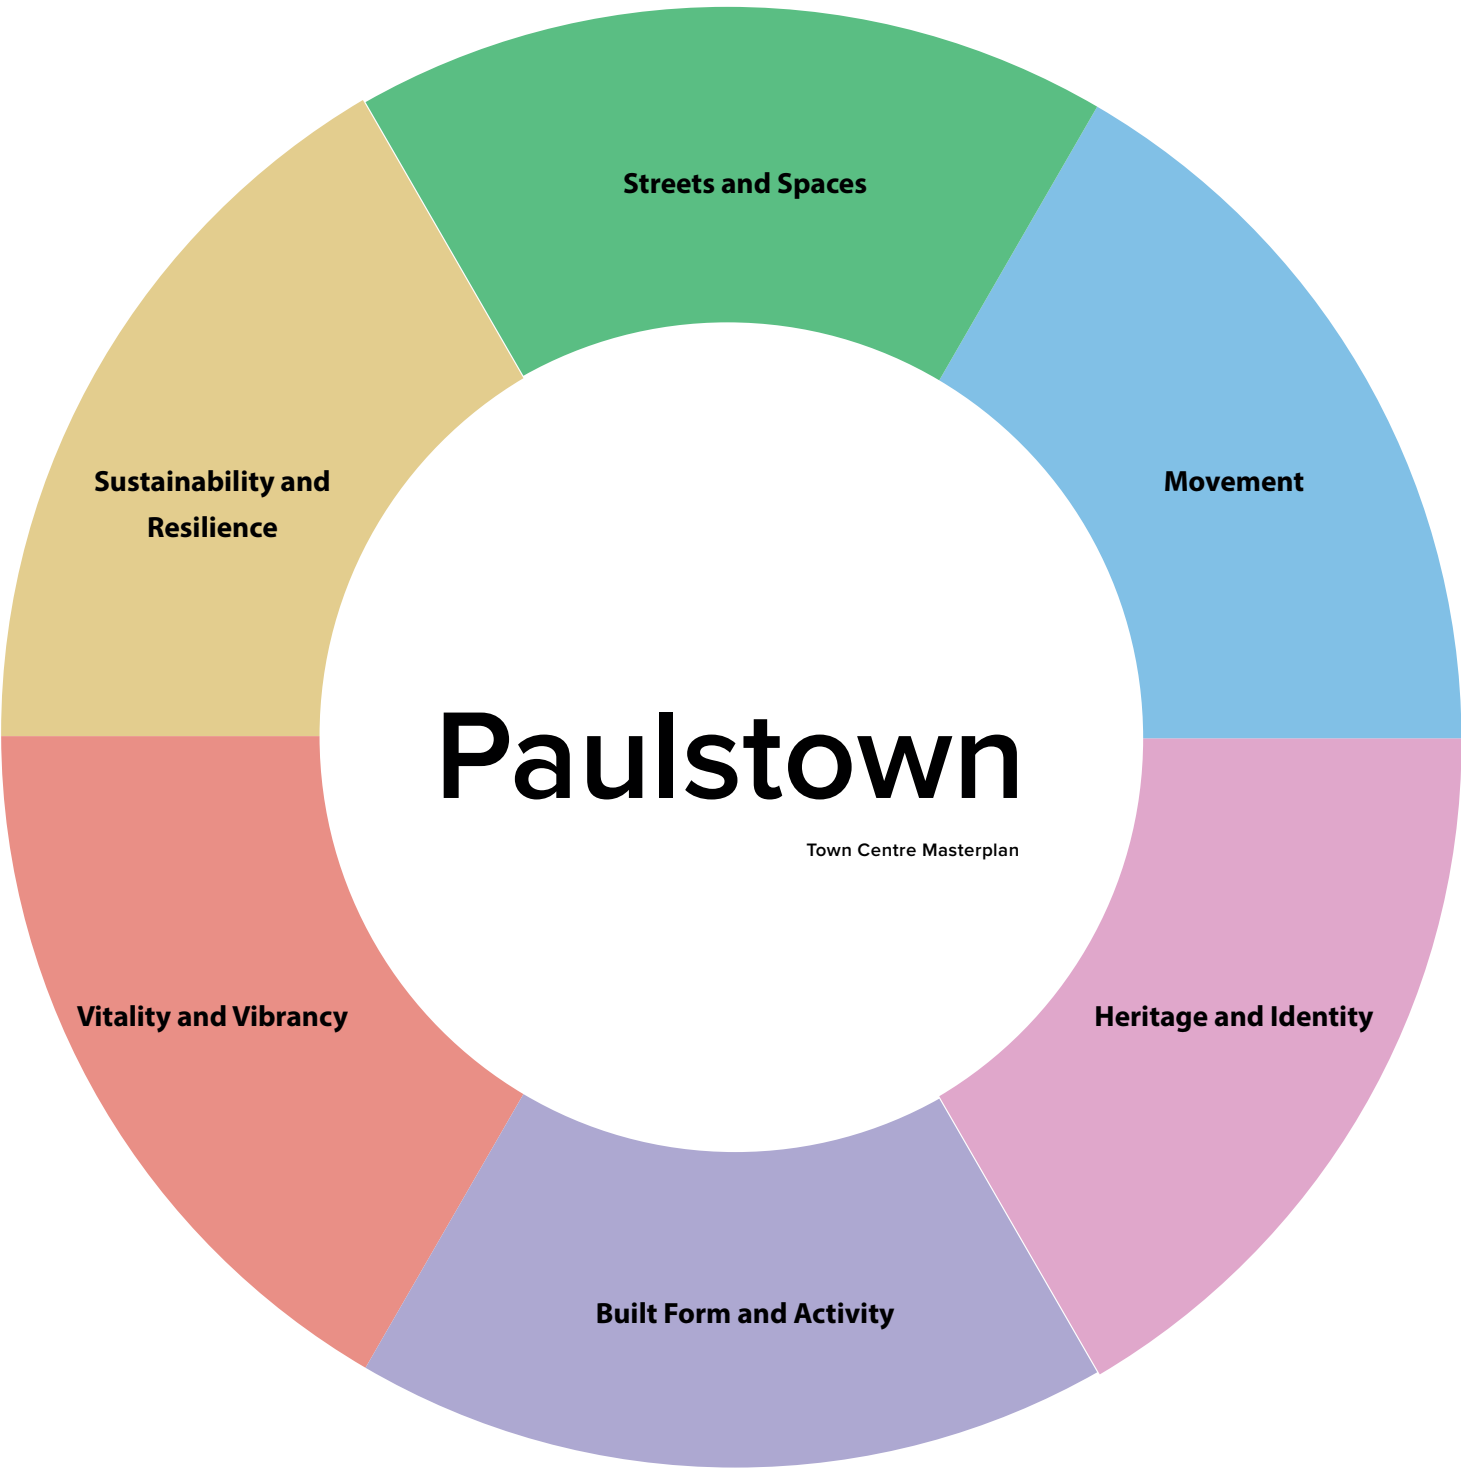 Streets and Spaces
Movement
Sustainability and
Resilience
Paulstown
Town Centre Masterplan
Vitality and Vibrancy
Heritage and Identity
Built Form and Activity